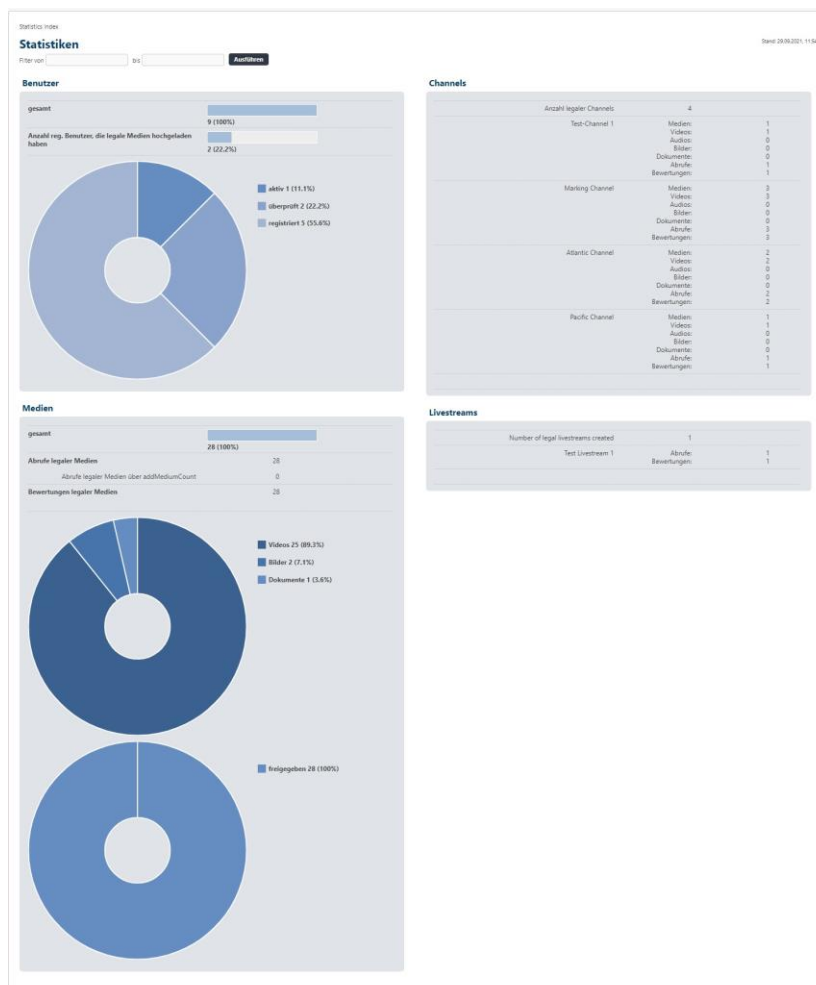 Statistics Index
Statistiken
Filter von
bis
Ausführen
Benutzer
gesamt
9 (100%)
Anzahl reg. Benutzer, die legale Medien hochgeladen
haben
2 (22.2%)
aktiv 1 (11.1%)
überprüft 2 (22.2%)
registriert 5 (55.6%)
Medien
gesamt
28 (100%)
Abrufe legaler Medien 28
Abrufe legaler Medien über addMediumCount 0
Bewertungen legaler Medien 28
Videos 25 (89.3%)
Bilder 2 (7.1%)
Dokumente 1 (3.6%)
freigegeben 28 (100%)
Channels
Anzahl legaler Channels 4
Test-Channel 1 Medien: 1
Videos: 1
Audios: 0
Bilder: 0
Dokumente: 0
Abrufe: 1
Bewertungen: 1
Marking Channel Medien: 3
Videos: 3
Audios: 0
Bilder: 0
Dokumente: 0
Abrufe: 3
Bewertungen: 3
Atlantic Channel Medien: 2
Videos: 2
Audios: 0
Bilder: 0
Dokumente: 0
Abrufe: 2
Bewertungen: 2
Pacific Channel Medien: 1
Videos: 1
Audios: 0
Bilder: 0
Dokumente: 0
Abrufe: 1
Bewertungen: 1
Livestreams
Number of legal livestreams created 1
Test Livestream 1 Abrufe: 1
Bewertungen: 1